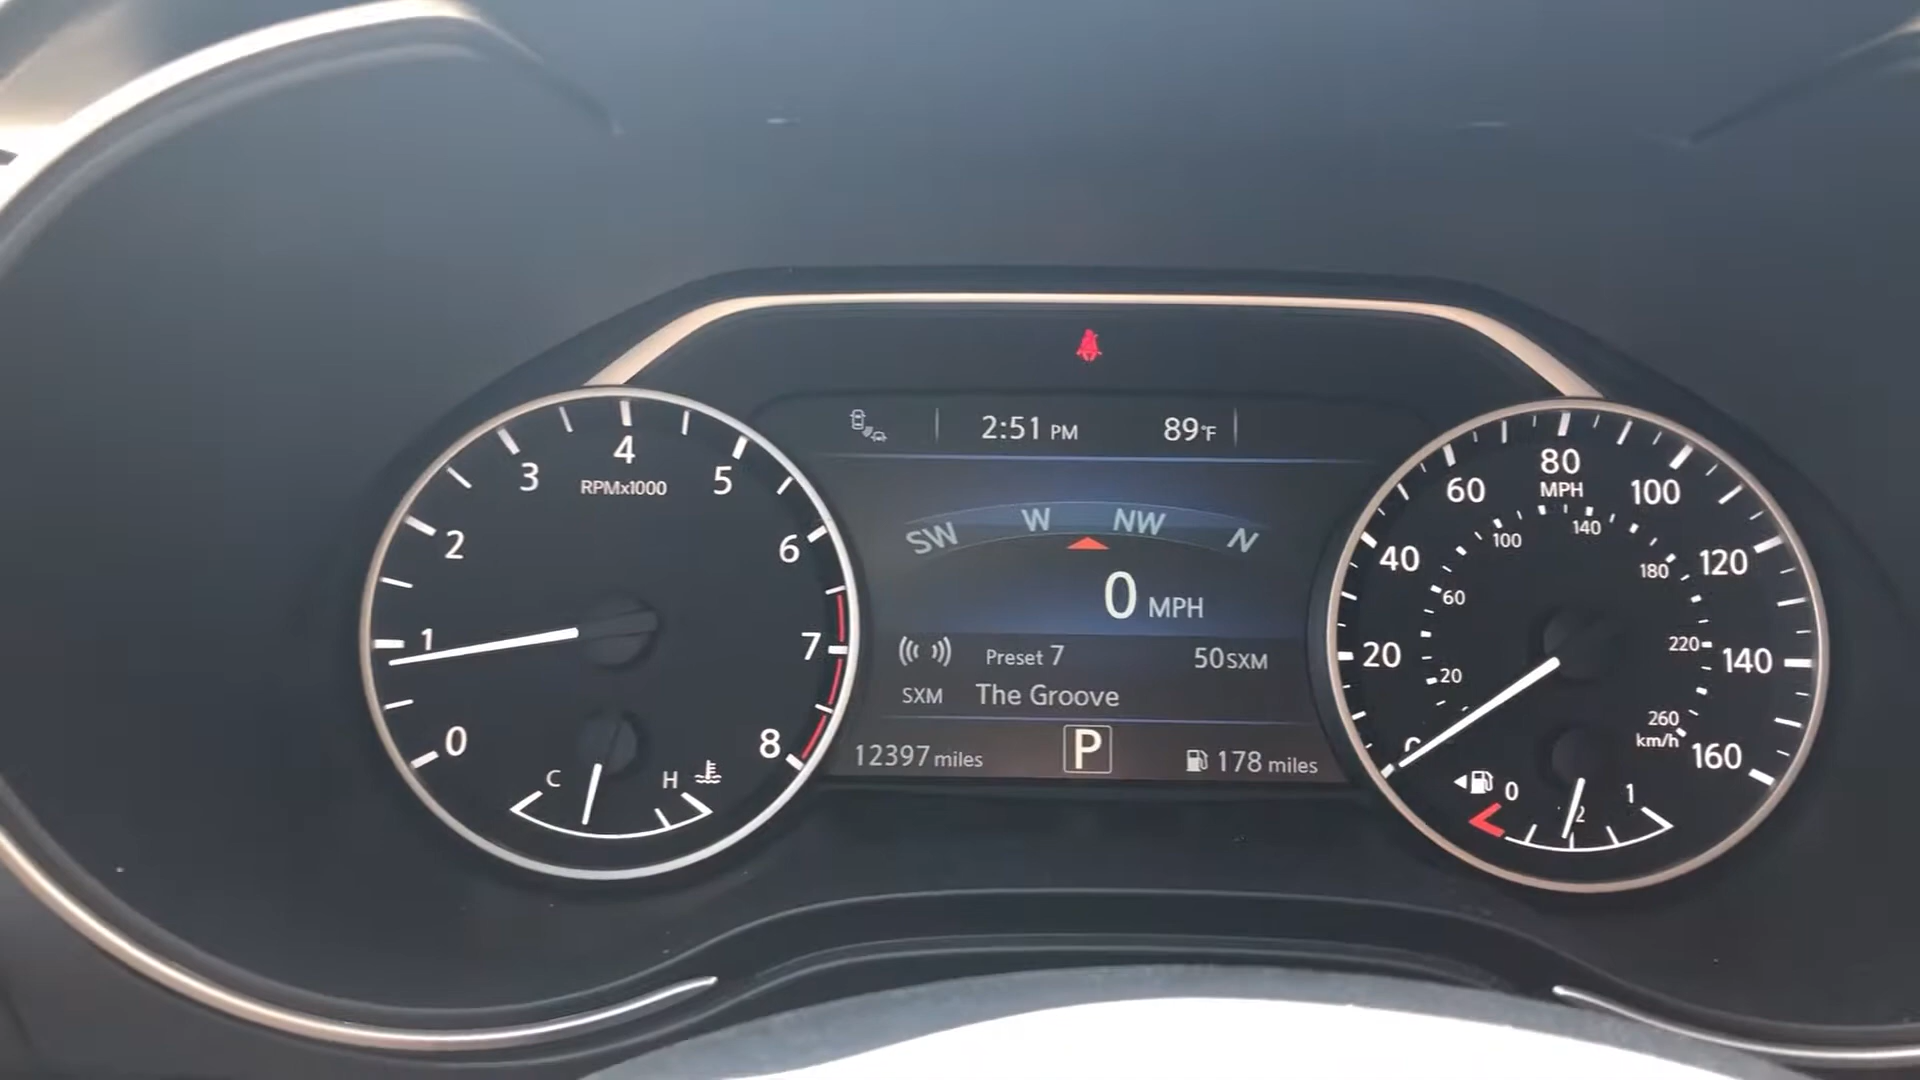 2:51 PM 89°F
SW W NW N
0 MPH
Preset 7 50SXM
SXM The Groove
12397 miles P 178 miles
0
1
2
3
4
5
6
7
8
RPMx1000
C H
0
20
40
60
80
100
120
140
160
MPH
20
60
100
140
180
220
260
km/h
0 1
2